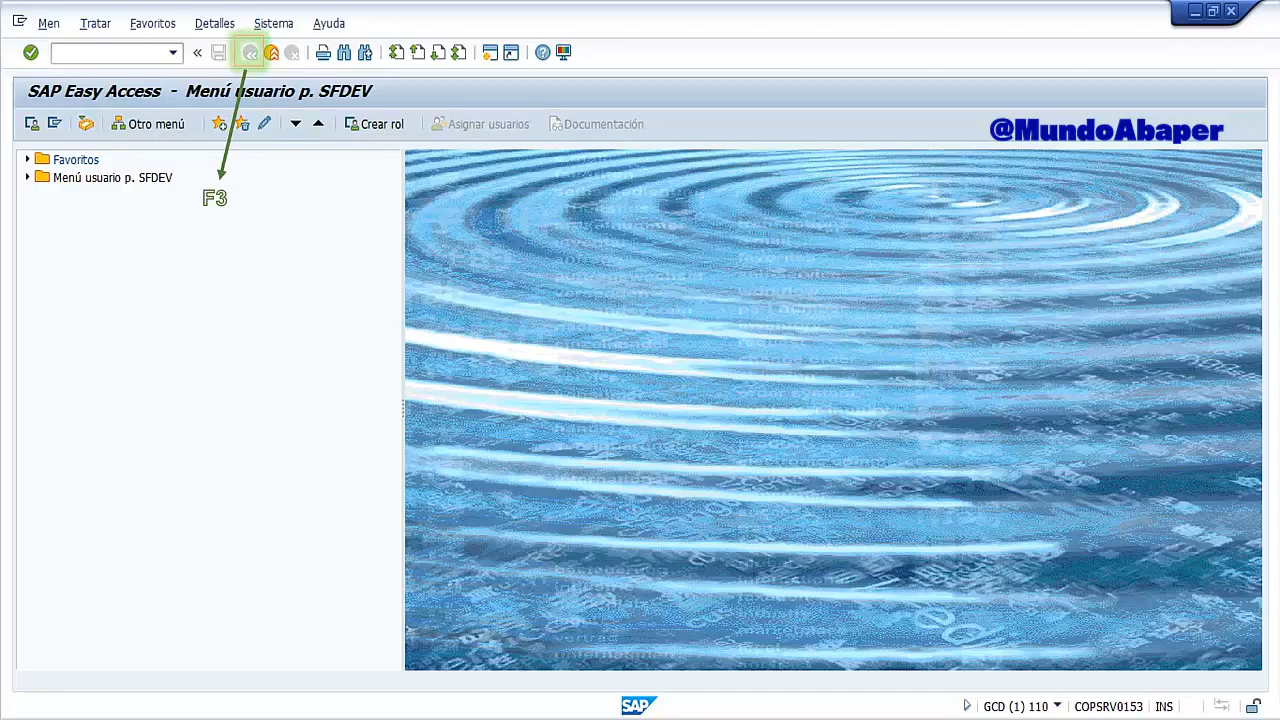 Men Tratar Favoritos Detalles Sistema Ayuda
SAP Easy Access - Menú usuario p. SFDEV
Otro menú Crear rol Asignar usuarios Documentación
@MundoAbaper
Favoritos
Menú usuario p. SFDEV
F3
SAP GCD (1) 110 COPSRV0153 INS